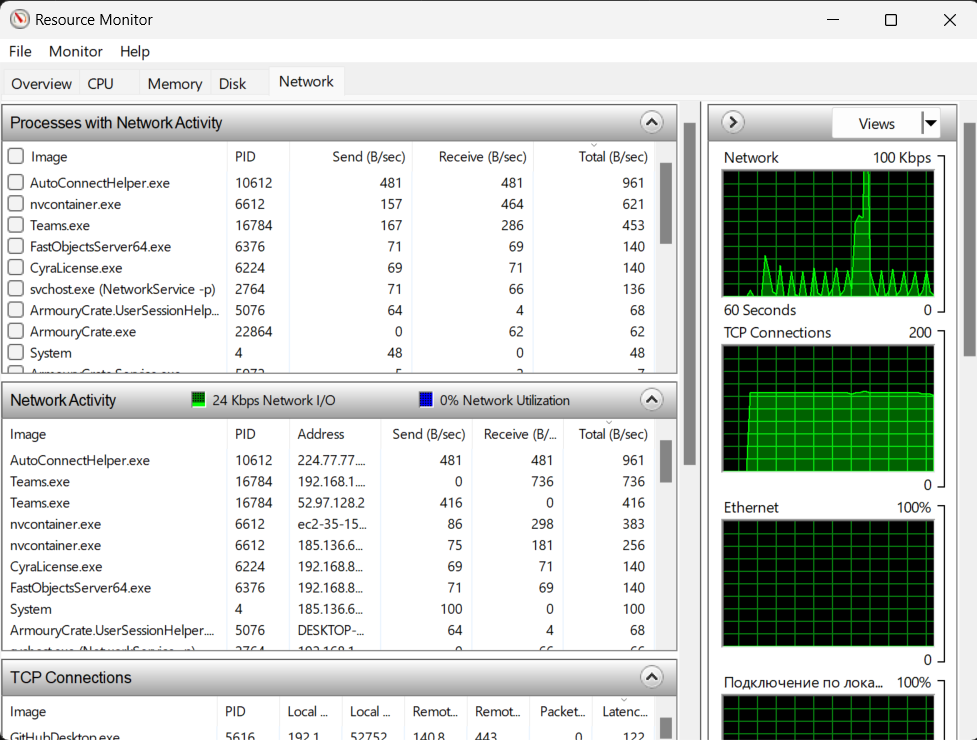 Resource Monitor
File Monitor Help
Overview CPU Memory Disk Network
Processes with Network Activity
Image PID Send (B/sec) Receive (B/sec) Total (B/sec)
AutoConnectHelper.exe 10612 481 481 961
nvcontainer.exe 6612 157 464 621
Teams.exe 16784 167 286 453
FastObjectsServer64.exe 6376 71 69 140
CyraLicense.exe 6224 69 71 140
svchost.exe (NetworkService -p) 2764 71 66 136
ArmouryCrate.UserSessionHelp... 5076 64 4 68
ArmouryCrate.exe 22864 0 62 62
System 4 48 0 48
Network Activity 24 Kbps Network I/O 0% Network Utilization
Image PID Address Send (B/sec) Receive (B/... Total (B/sec)
AutoConnectHelper.exe 10612 224.77.77.... 481 481 961
Teams.exe 16784 192.168.1.... 0 736 736
Teams.exe 16784 52.97.128.2 416 0 416
nvcontainer.exe 6612 ec2-35-15... 86 298 383
nvcontainer.exe 6612 185.136.6... 75 181 256
CyraLicense.exe 6224 192.168.8... 69 71 140
FastObjectsServer64.exe 6376 192.168.8... 71 69 140
System 4 185.136.6... 100 0 100
ArmouryCrate.UserSessionHelper.... 5076 DESKTOP-... 64 4 68
TCP Connections
Image PID Local ... Local ... Remot... Remot... Packet... Latenc...
GitHubDesktop.exe 5616 192.1... 52752 140.8... 443 0 122
Views
Network 100 Kbps
60 Seconds 0
TCP Connections 200
0
Ethernet 100%
0
Подключение по лока... 100%